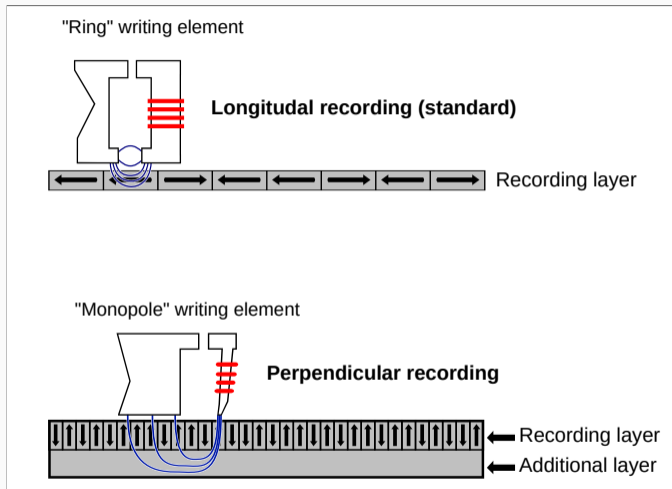 "Ring" writing element
Longitudal recording (standard)
Recording layer
"Monopole" writing element
Perpendicular recording
Recording layer
Additional layer